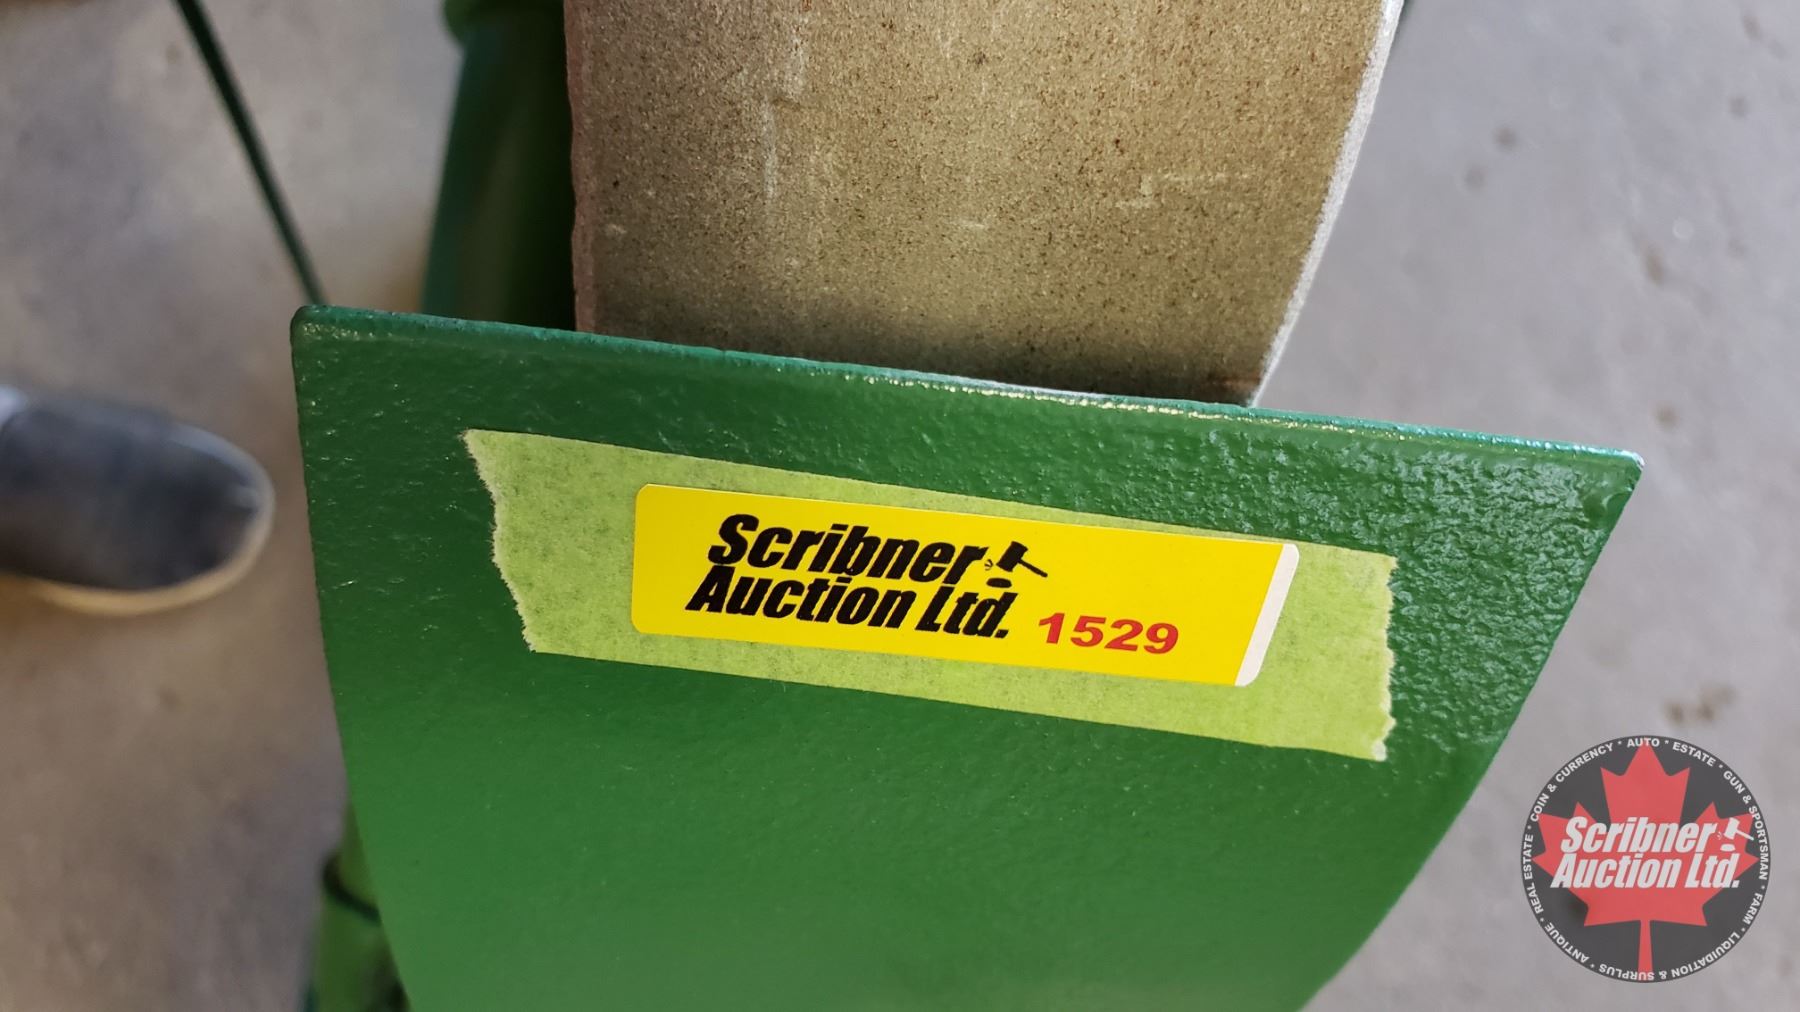 Scribner
Auction Ltd. 1529
REAL ESTATE · COIN & CURRENCY · AUTO · ESTATE · GUN & SPORTSMAN · FARM · LIQUIDATION & SURPLUS · ANTIQUE ·
Scribner
Auction Ltd.